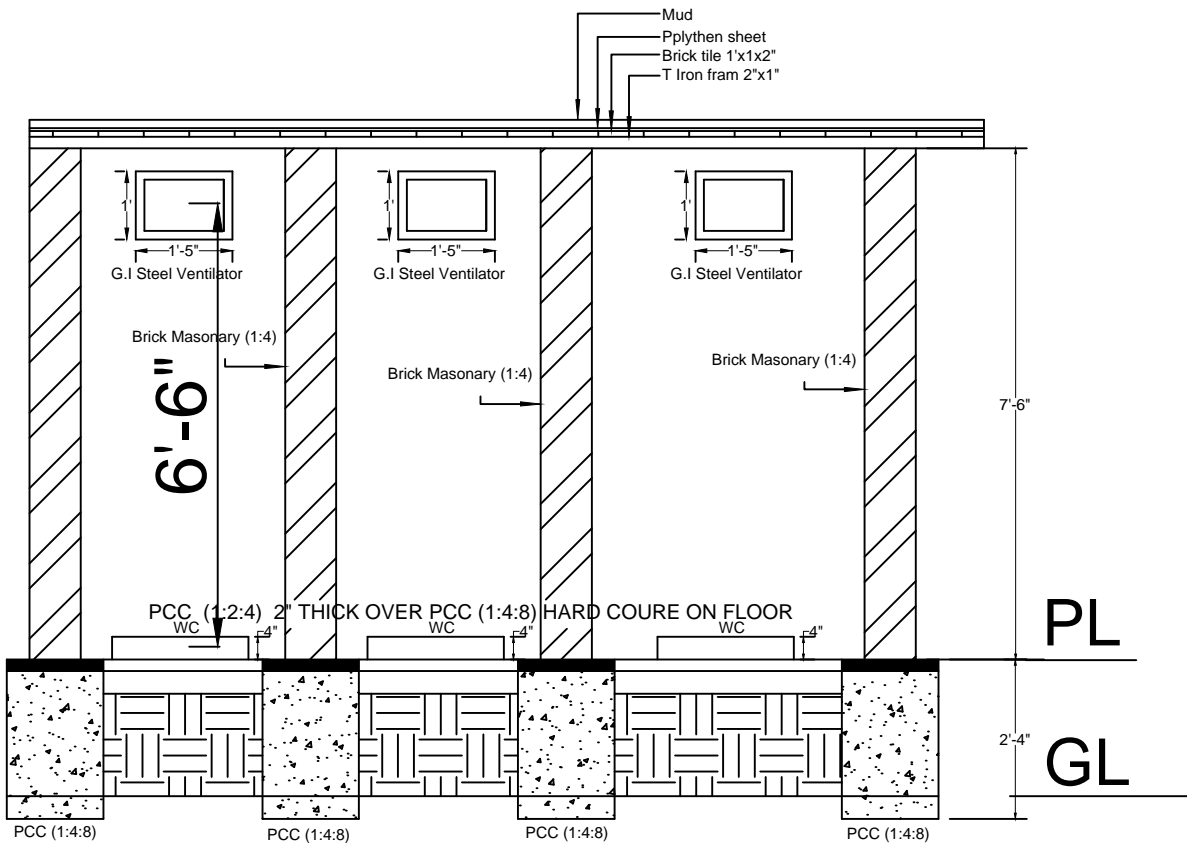 Mud
Pplythen sheet
Brick tile 1'x1x2"
T Iron fram 2"x1"
1'
1'
1'
1'-5"
1'-5"
1'-5"
G.I Steel Ventilator
G.I Steel Ventilator
G.I Steel Ventilator
Brick Masonary (1:4)
Brick Masonary (1:4)
Brick Masonary (1:4)
6'-6"
7'-6"
PCC (1:2:4) 2" THICK OVER PCC (1:4:8) HARD COURE ON FLOOR
WC
4"
WC
4"
WC
4"
PL
2'-4"
GL
PCC (1:4:8)
PCC (1:4:8)
PCC (1:4:8)
PCC (1:4:8)